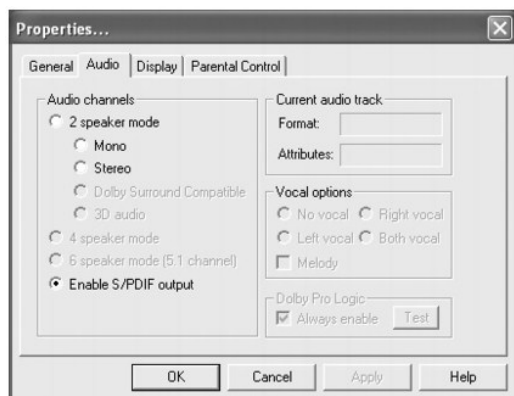 Properties...
General
Audio
Display
Parental Control
Audio channels
2 speaker mode
Mono
Stereo
Dolby Surround Compatible
3D audio
4 speaker mode
6 speaker mode (5.1 channel)
Enable S/PDIF output
Current audio track
Format:
Attributes:
Vocal options
No vocal
Right vocal
Left vocal
Both vocal
Melody
Dolby Pro Logic
Always enable
Test
OK
Cancel
Apply
Help